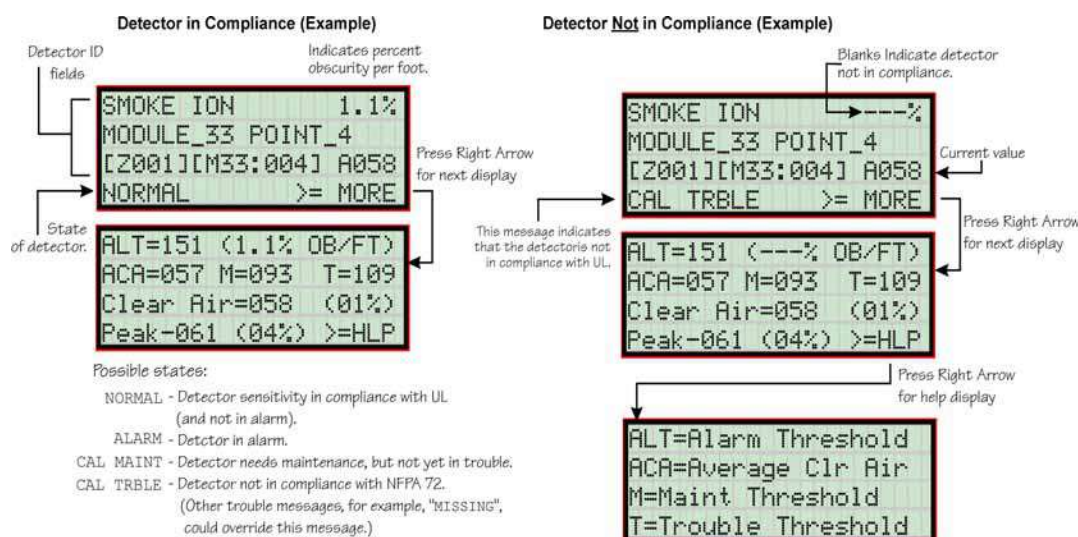 Detector in Compliance (Example)
Detector ID
fields
Indicates percent
obscurity per foot.
SMOKE ION 1.1%
MODULE_33 POINT_4
[Z001][M33:004] A058
NORMAL >= MORE
Press Right Arrow
for next display
State
of detector.
ALT=151 (1.1% OB/FT)
ACA=057 M=093 T=109
Clear Air=058 (01%)
Peak-061 (04%) >=HLP
Possible states:
NORMAL - Detector sensitivity in compliance with UL
(and not in alarm).
ALARM - Detctor in alarm.
CAL MAINT - Detector needs maintenance, but not yet in trouble.
CAL TRBLE - Detector not in compliance with NFPA 72.
(Other trouble messages, for example, "MISSING",
could override this message.)
Detector Not in Compliance (Example)
Blanks Indicate detector
not in compliance.
SMOKE ION ---%
MODULE_33 POINT_4
[Z001][M33:004] A058
CAL TRBLE >= MORE
Current value
This message indicates
that the detectoris not
in compliance with UL.
Press Right Arrow
for next display
ALT=151 (---% OB/FT)
ACA=057 M=093 T=109
Clear Air=058 (01%)
Peak-061 (04%) >=HLP
Press Right Arrow
for help display
ALT=Alarm Threshold
ACA=Average Clr Air
M=Maint Threshold
T=Trouble Threshold